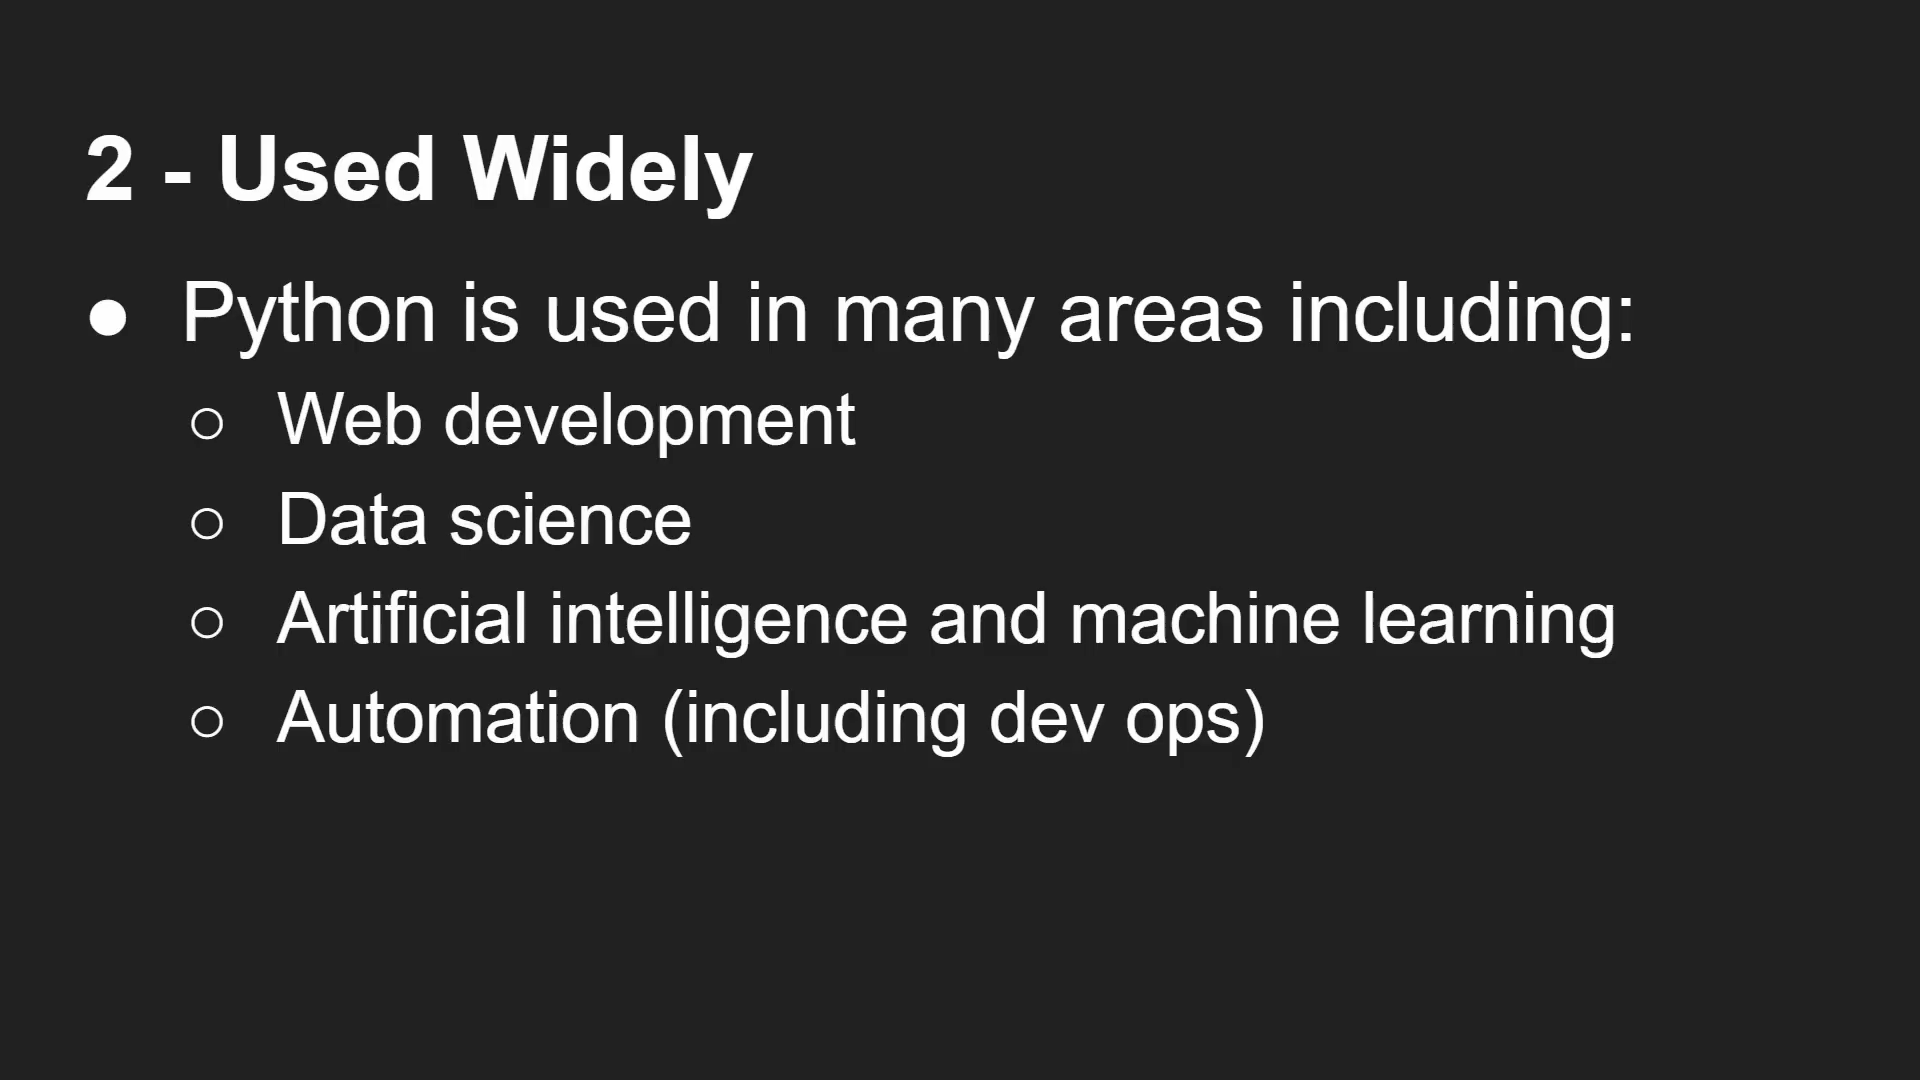 2 - Used Widely
● Python is used in many areas including:
○ Web development
○ Data science
○ Artificial intelligence and machine learning
○ Automation (including dev ops)